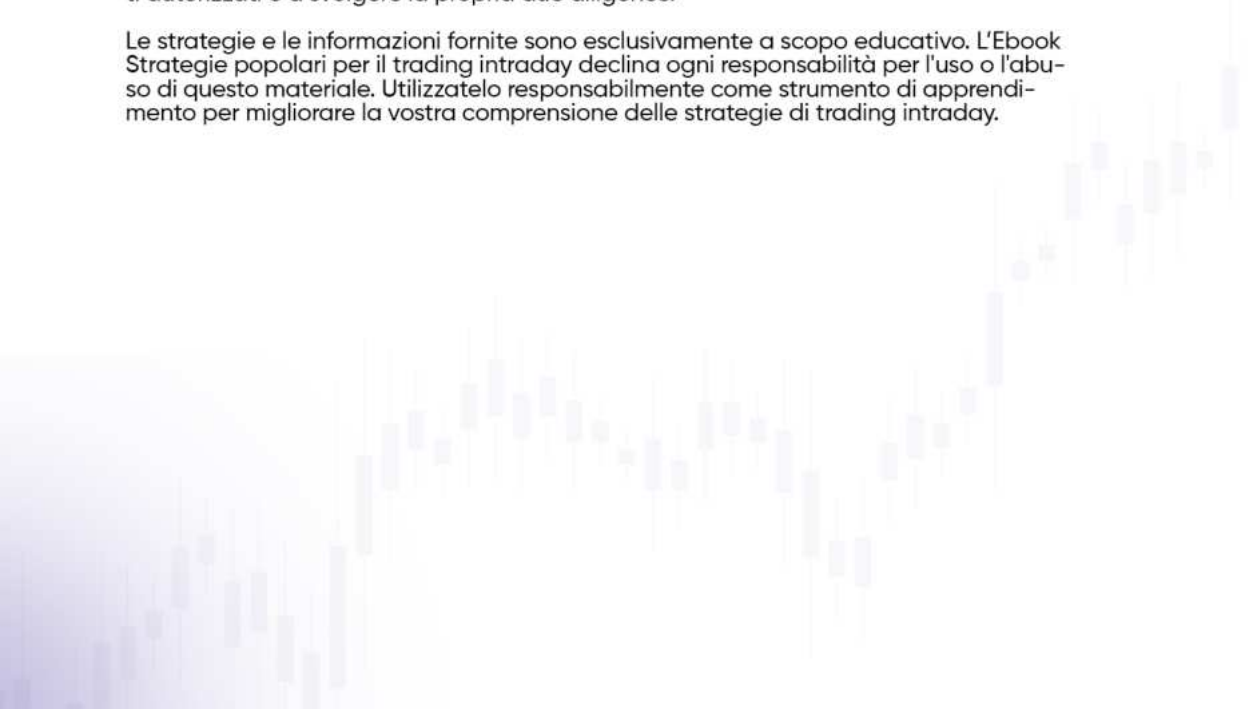 Le strategie e le informazioni fornite sono esclusivamente a scopo educativo. L’Ebook
Strategie popolari per il trading intraday declina ogni responsabilità per l'uso o l'abu-
so di questo materiale. Utilizzatelo responsabilmente come strumento di apprendi-
mento per migliorare la vostra comprensione delle strategie di trading intraday.